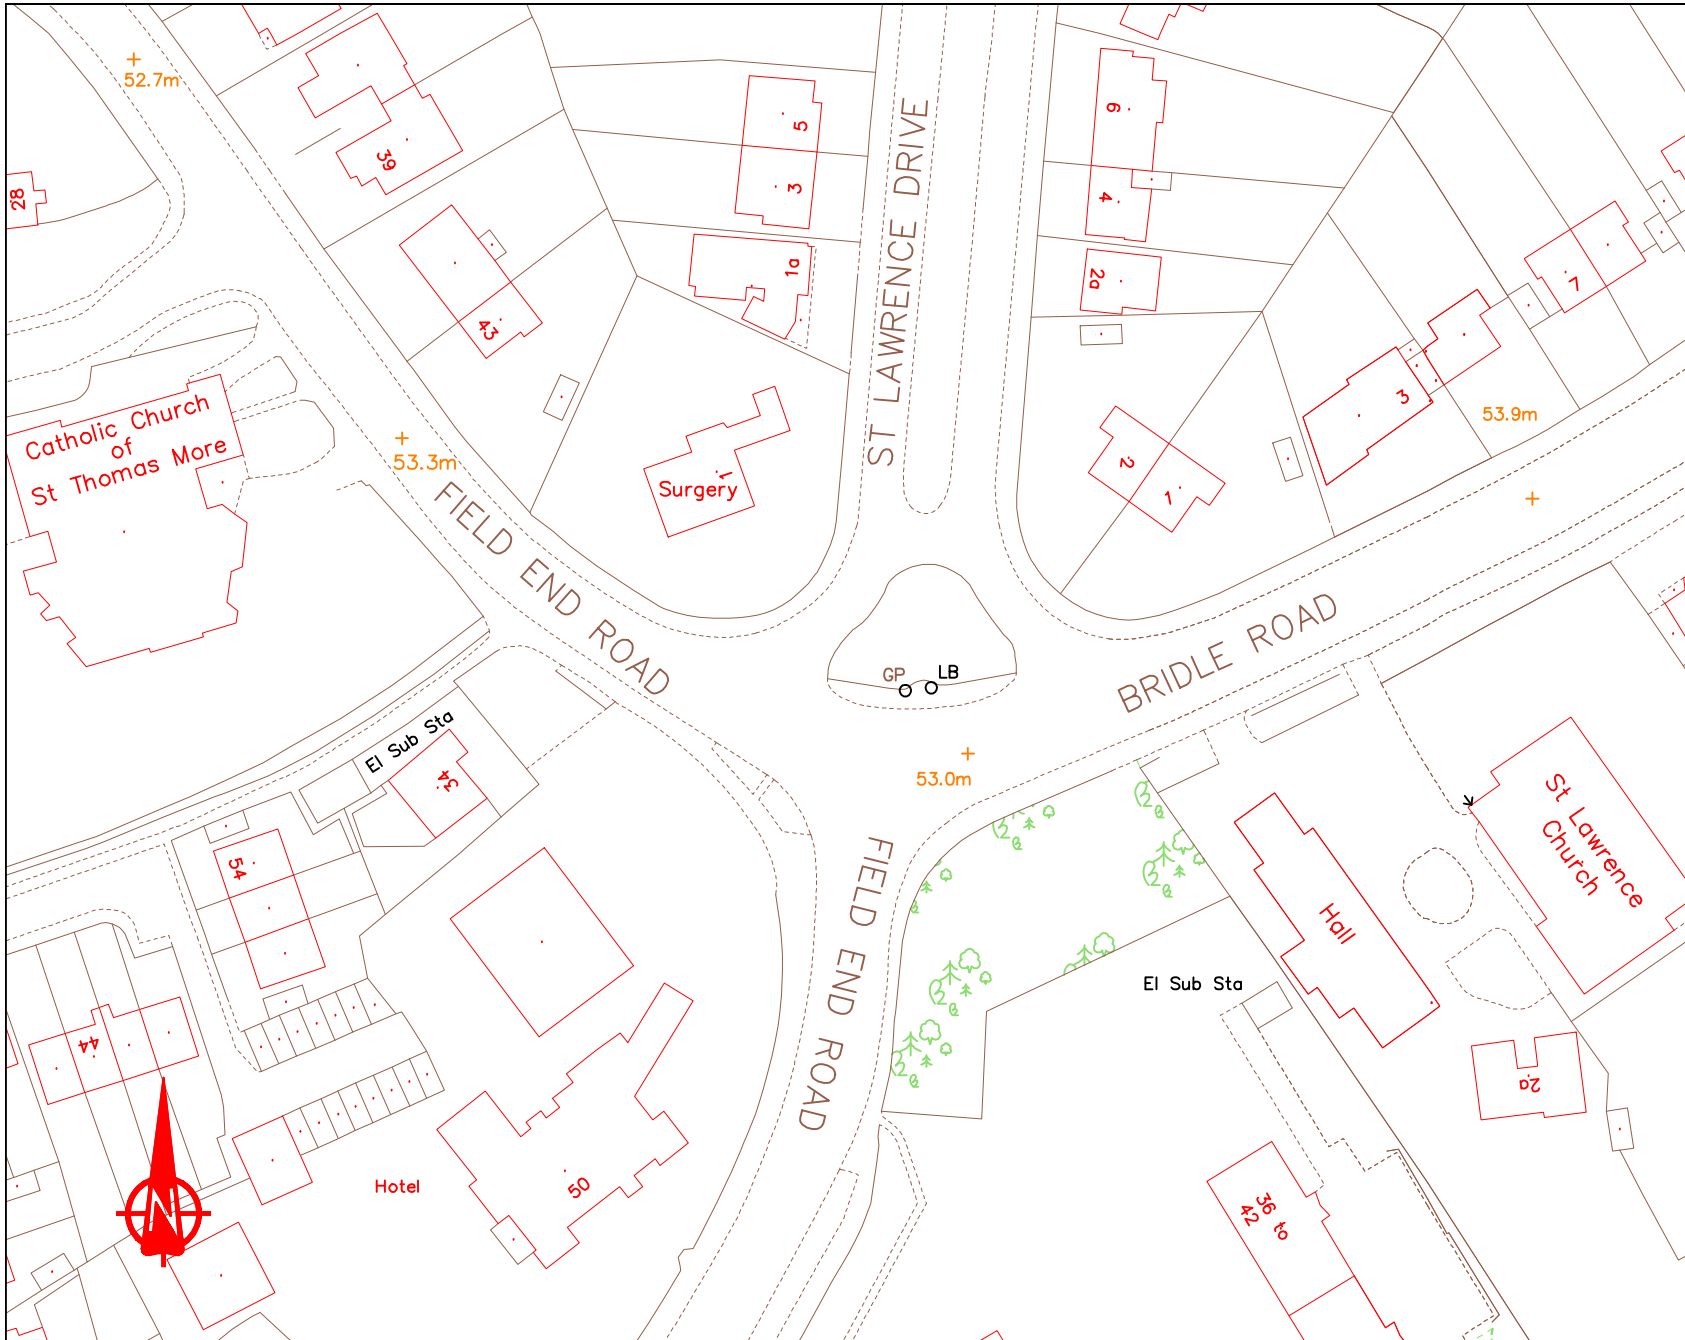 52.7m
39
5
3
6
4
28
43
1a
2a
7
ST LAWRENCE DRIVE
Catholic Church
of
St Thomas More
53.3m
Surgery
1
2
1
3
53.9m
FIELD END ROAD
BRIDLE ROAD
GP
LB
El Sub Sta
34
53.0m
54
St Lawrence
Church
Hall
FIELD END ROAD
El Sub Sta
44
2a
N
Hotel
50
36 to
42